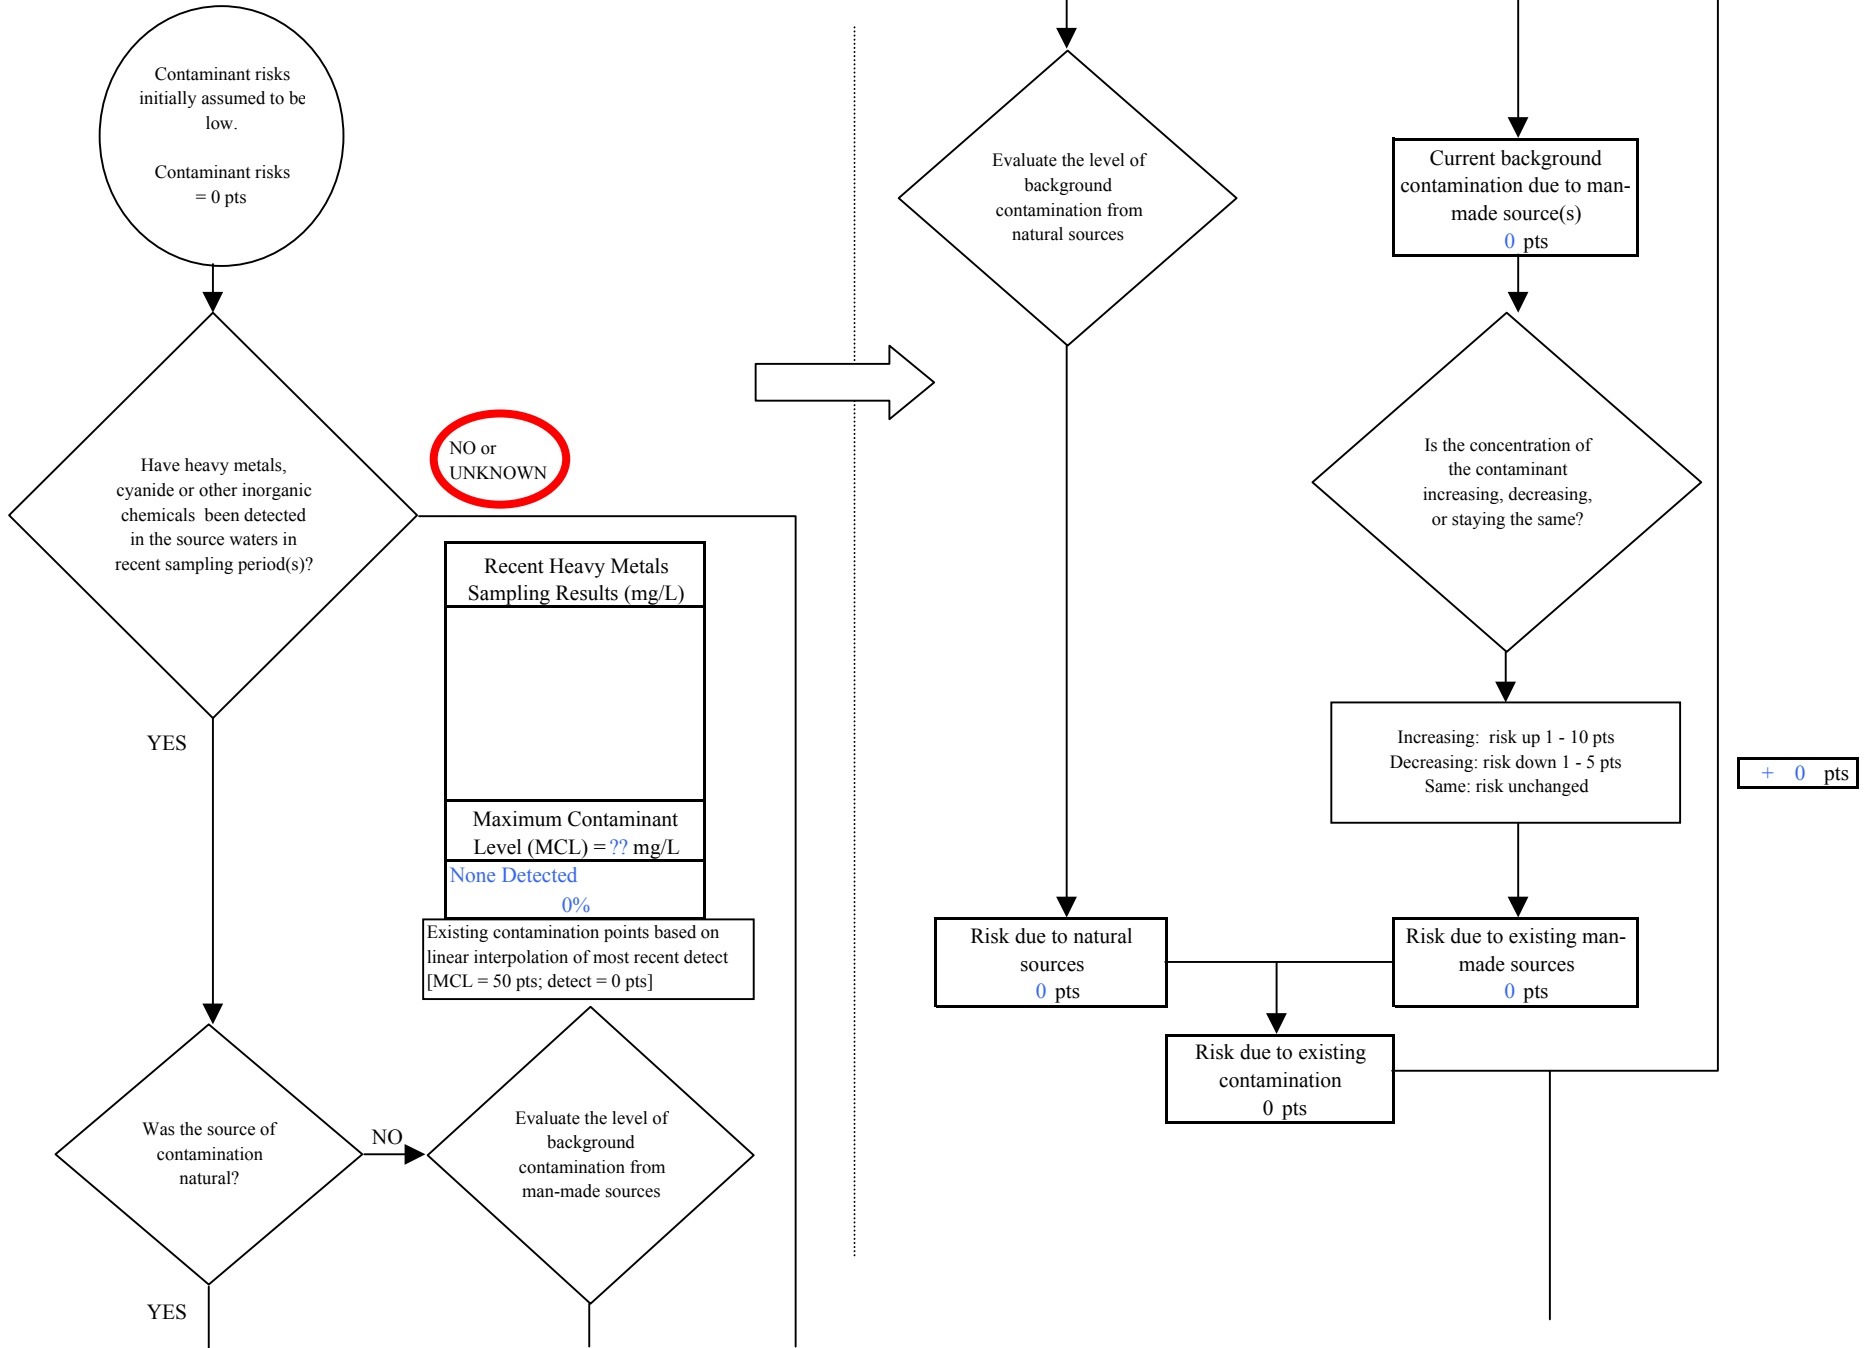 Contaminant risks
initially assumed to be
low.
Contaminant risks
= 0 pts
Have heavy metals,
cyanide or other inorganic
chemicals been detected
in the source waters in
recent sampling period(s)?
NO or
UNKNOWN
YES
Recent Heavy Metals
Sampling Results (mg/L)
Maximum Contaminant
Level (MCL) = ?? mg/L
None Detected
0%
Existing contamination points based on
linear interpolation of most recent detect
[MCL = 50 pts; detect = 0 pts]
Was the source of
contamination
natural?
NO
YES
Evaluate the level of
background
contamination from
man-made sources
Evaluate the level of
background
contamination from
natural sources
Current background
contamination due to man-
made source(s)
0 pts
Is the concentration of
the contaminant
increasing, decreasing,
or staying the same?
Increasing: risk up 1 - 10 pts
Decreasing: risk down 1 - 5 pts
Same: risk unchanged
+ 0 pts
Risk due to natural
sources
0 pts
Risk due to existing man-
made sources
0 pts
Risk due to existing
contamination
0 pts